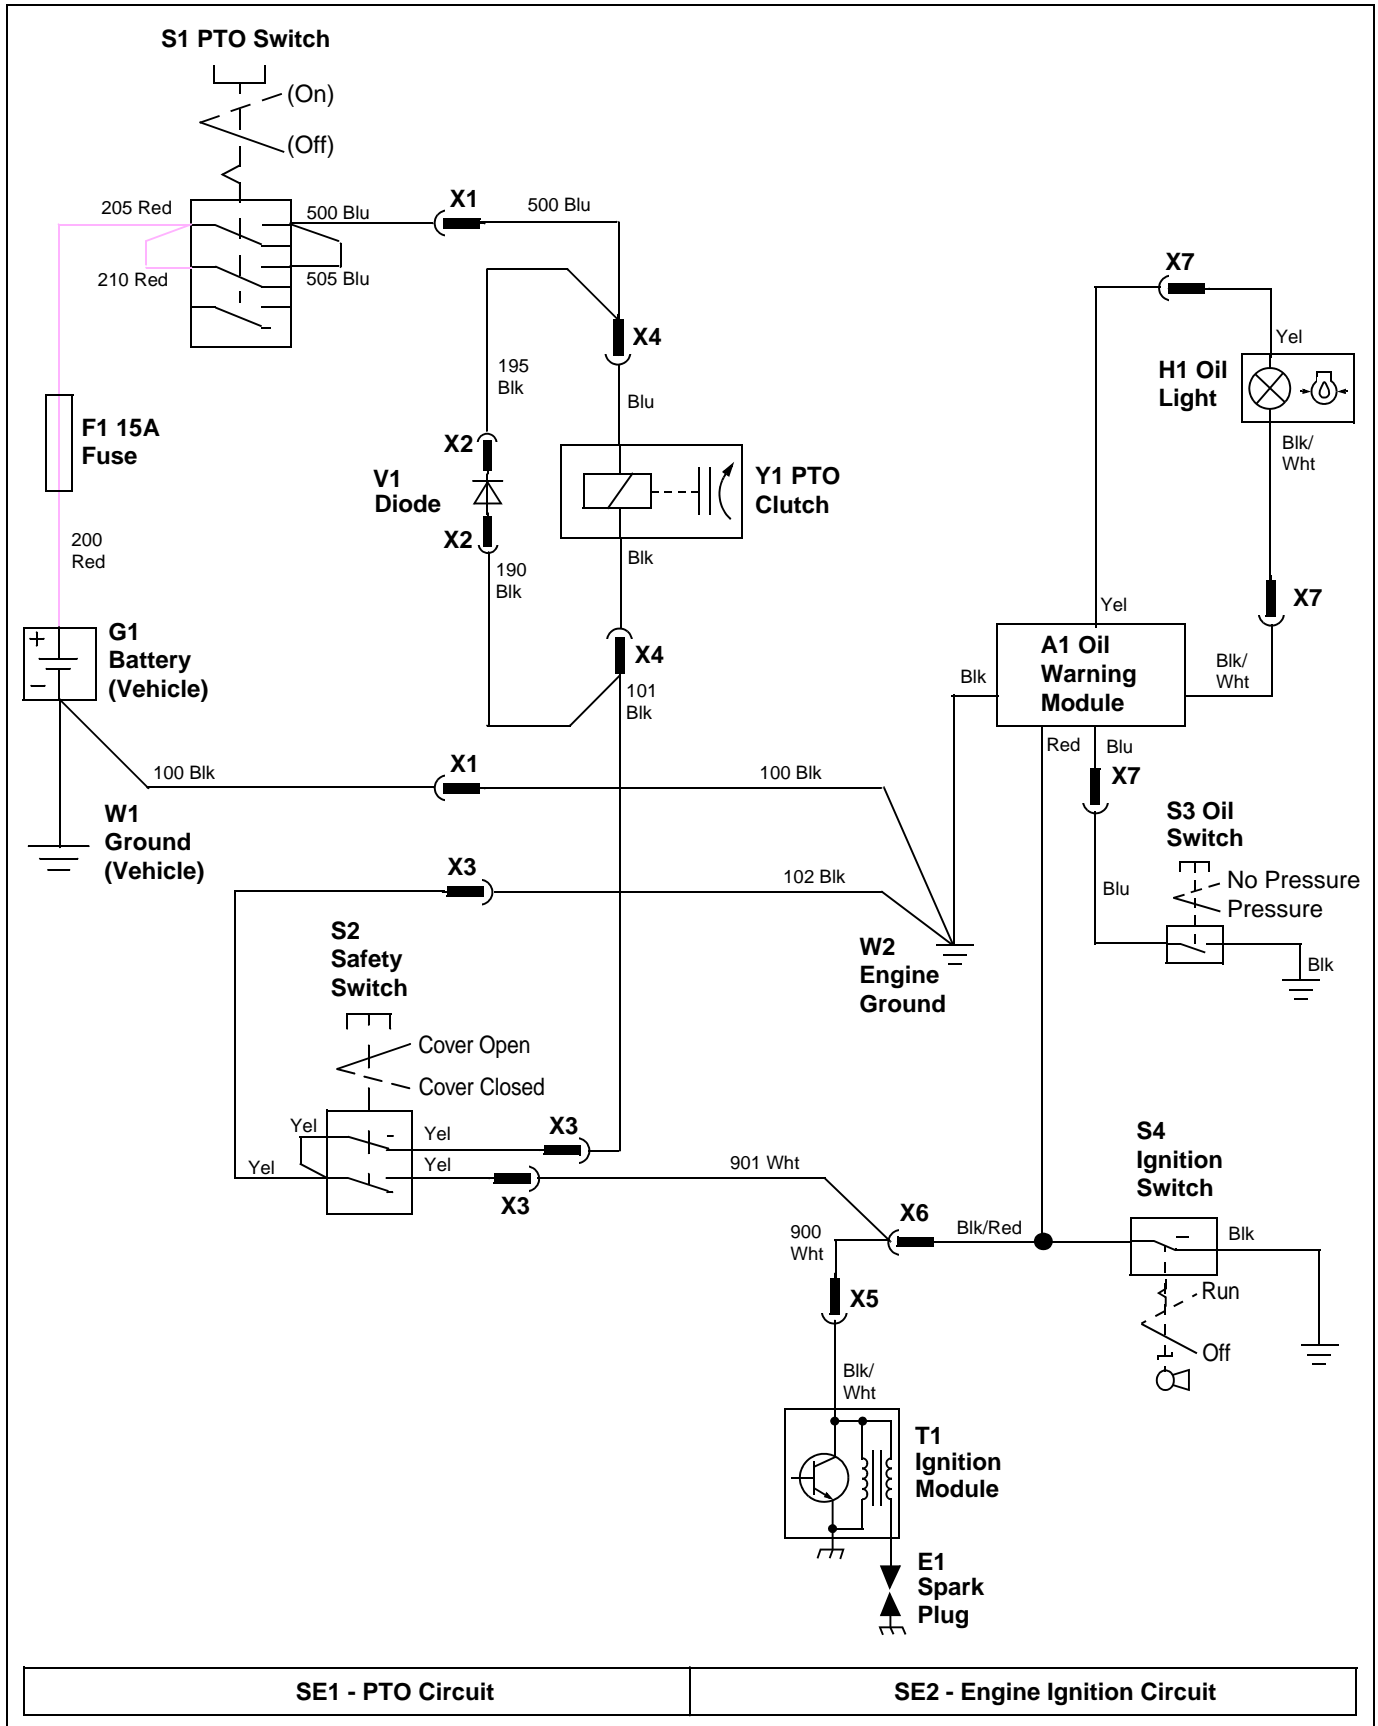 S1 PTO Switch
(On)
(Off)
205 Red
500 Blu
X1
500 Blu
210 Red
505 Blu
X7
X4
195
Blk
Yel
H1 Oil
Light
Blu
F1 15A
Fuse
X2
Blk/
Wht
V1
Diode
Y1 PTO
Clutch
X2
200
Red
Blk
190
Blk
X7
Yel
G1
Battery
(Vehicle)
+
–
X4
A1 Oil
Warning
Module
Blk
Blk/
Wht
101
Blk
Red
Blu
X1
100 Blk
100 Blk
X7
W1
Ground
(Vehicle)
S3 Oil
Switch
X3
102 Blk
Blu
No Pressure
Pressure
S2
Safety
Switch
W2
Engine
Ground
Blk
Cover Open
Cover Closed
Yel
Yel
X3
S4
Ignition
Switch
Yel
Yel
901 Wht
X3
X6
900
Wht
Blk/Red
Blk
X5
Run
Off
Blk/
Wht
T1
Ignition
Module
E1
Spark
Plug
SE1 - PTO Circuit
SE2 - Engine Ignition Circuit